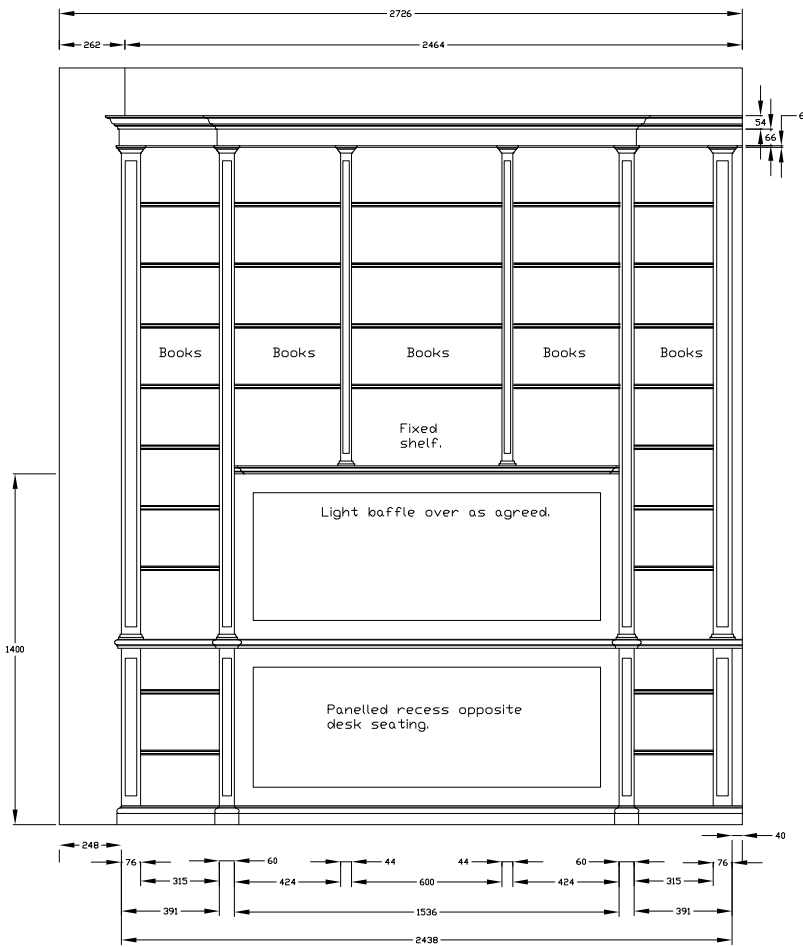 2726
262 2464
6
54
66
Books Books Books Books Books
Fixed
shelf.
Light baffle over as agreed.
1400
Panelled recess opposite
desk seating.
40
248
76 60 44 44 60 76
315 424 600 424 315
391 1536 391
2438